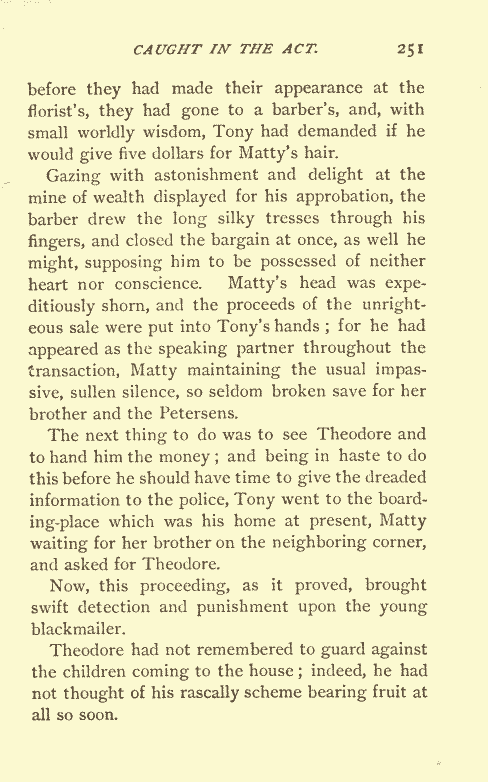 CAUGHT IN THE ACT. 251
before they had made their appearance at the
florist's, they had gone to a barber's, and, with
small worldly wisdom, Tony had demanded if he
would give five dollars for Matty's hair.
Gazing with astonishment and delight at the
mine of wealth displayed for his approbation, the
barber drew the long silky tresses through his
fingers, and closed the bargain at once, as well he
might, supposing him to be possessed of neither
heart nor conscience. Matty's head was expe-
ditiously shorn, and the proceeds of the unright-
eous sale were put into Tony's hands ; for he had
appeared as the speaking partner throughout the
transaction, Matty maintaining the usual impas-
sive, sullen silence, so seldom broken save for her
brother and the Petersens.
The next thing to do was to see Theodore and
to hand him the money ; and being in haste to do
this before he should have time to give the dreaded
information to the police, Tony went to the board-
ing-place which was his home at present, Matty
waiting for her brother on the neighboring corner,
and asked for Theodore.
Now, this proceeding, as it proved, brought
swift detection and punishment upon the young
blackmailer.
Theodore had not remembered to guard against
the children coming to the house ; indeed, he had
not thought of his rascally scheme bearing fruit at
all so soon.